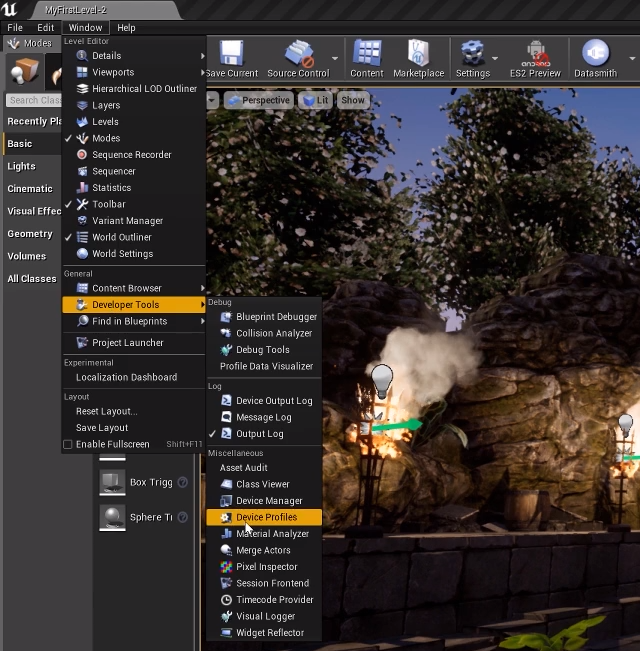 MyFirstLevel-2
File Edit Window Help
Modes
Search Clas
Recently Pla
Basic
Lights
Cinematic
Visual Effec
Geometry
Volumes
All Classes
Box Trigg
Sphere Tr
Level Editor
Details
Viewports
Hierarchical LOD Outliner
Layers
Levels
Modes
Sequence Recorder
Sequencer
Statistics
Toolbar
Variant Manager
World Outliner
World Settings
General
Content Browser
Developer Tools
Find in Blueprints
Project Launcher
Experimental
Localization Dashboard
Layout
Reset Layout...
Save Layout
Enable Fullscreen Shift+F11
Save Current Source Control Content Marketplace Settings ES2 Preview Datasmith
Perspective Lit Show
Debug
Blueprint Debugger
Collision Analyzer
Debug Tools
Profile Data Visualizer
Log
Device Output Log
Message Log
Output Log
Miscellaneous
Asset Audit
Class Viewer
Device Manager
Device Profiles
Material Analyzer
Merge Actors
Pixel Inspector
Session Frontend
Timecode Provider
Visual Logger
Widget Reflector